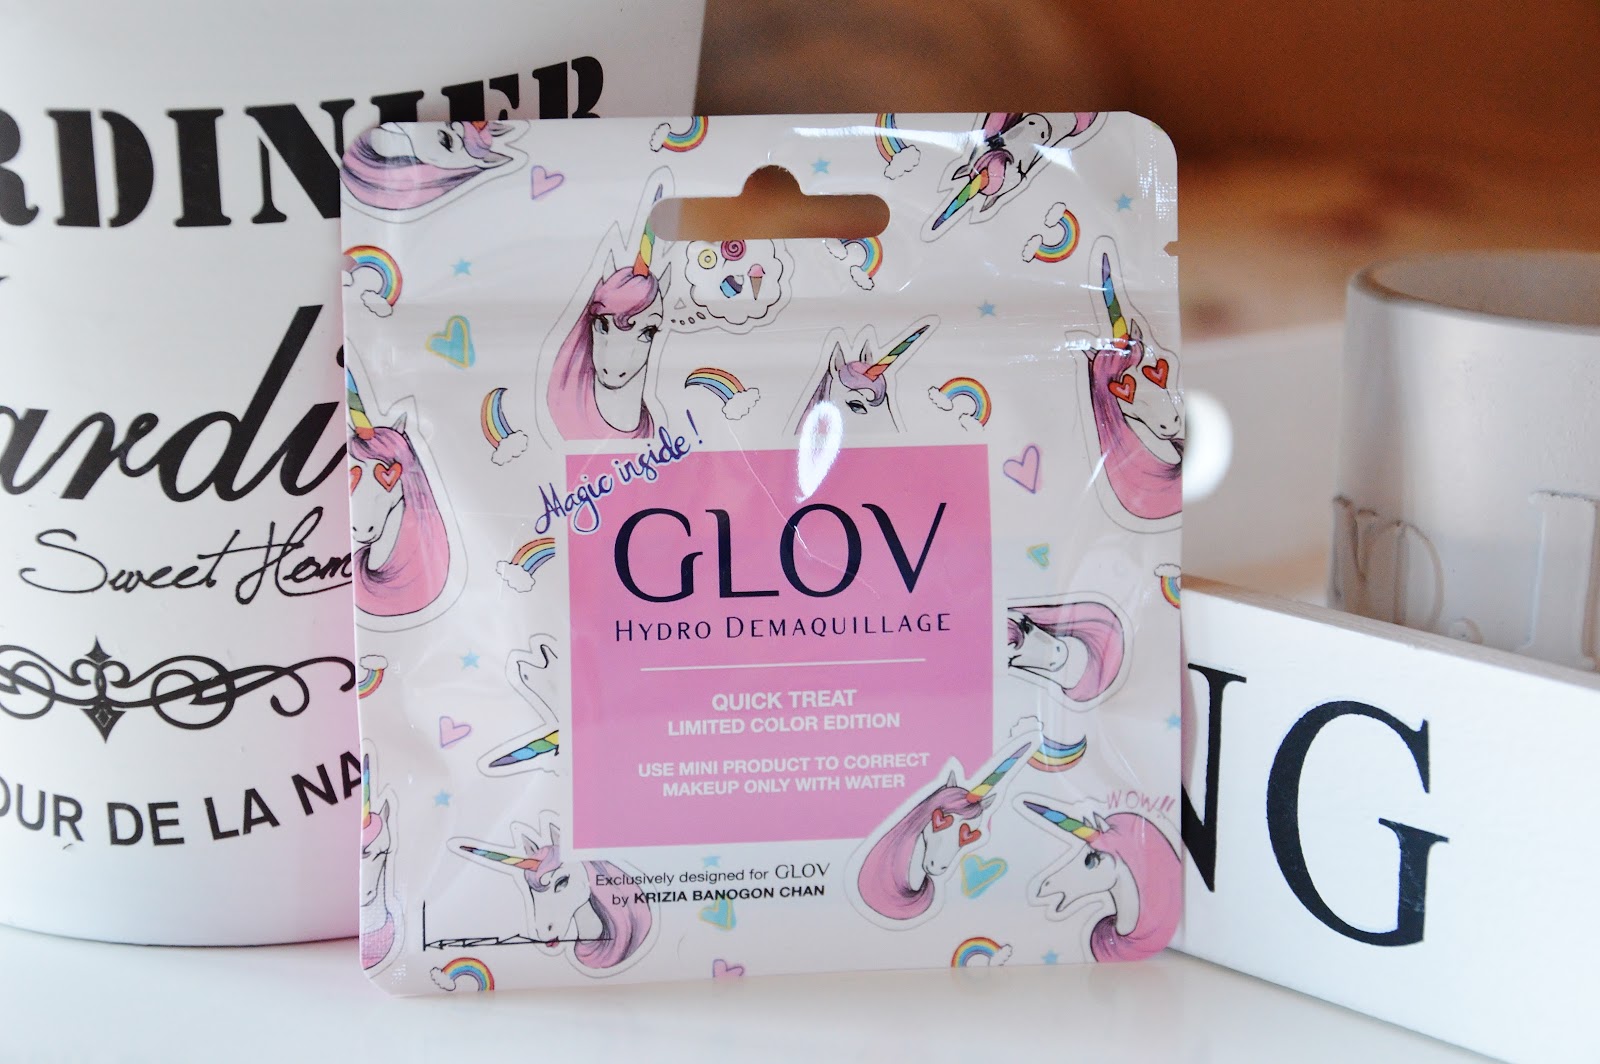 RDINIER
Jardi
Sweet Hom
OUR DE LA NA
Magic inside!
GLOV
HYDRO DEMAQUILLAGE
QUICK TREAT
LIMITED COLOR EDITION
USE MINI PRODUCT TO CORRECT
MAKEUP ONLY WITH WATER
WOW!!
Exclusively designed for GLOV
by KRIZIA BANOGON CHAN
NG